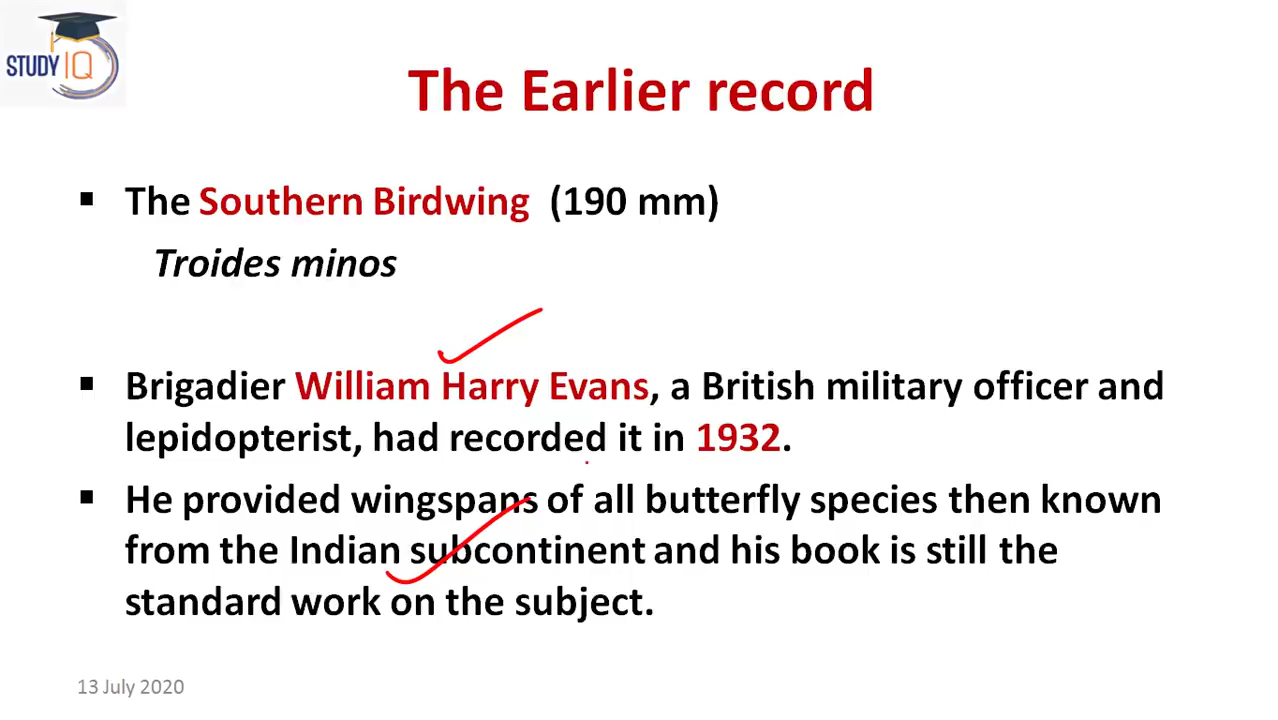 STUDY IQ
The Earlier record
▪ The Southern Birdwing (190 mm)
Troides minos
▪ Brigadier William Harry Evans, a British military officer and
lepidopterist, had recorded it in 1932.
▪ He provided wingspans of all butterfly species then known
from the Indian subcontinent and his book is still the
standard work on the subject.
13 July 2020